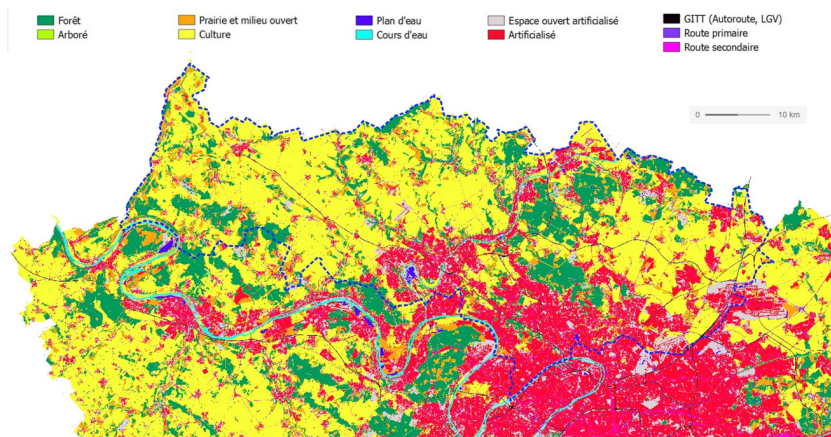 Forêt
Arboré
Prairie et milieu ouvert
Culture
Plan d'eau
Cours d'eau
Espace ouvert artificialisé
Artificialisé
GITT (Autoroute, LGV)
Route primaire
Route secondaire
0 10 km